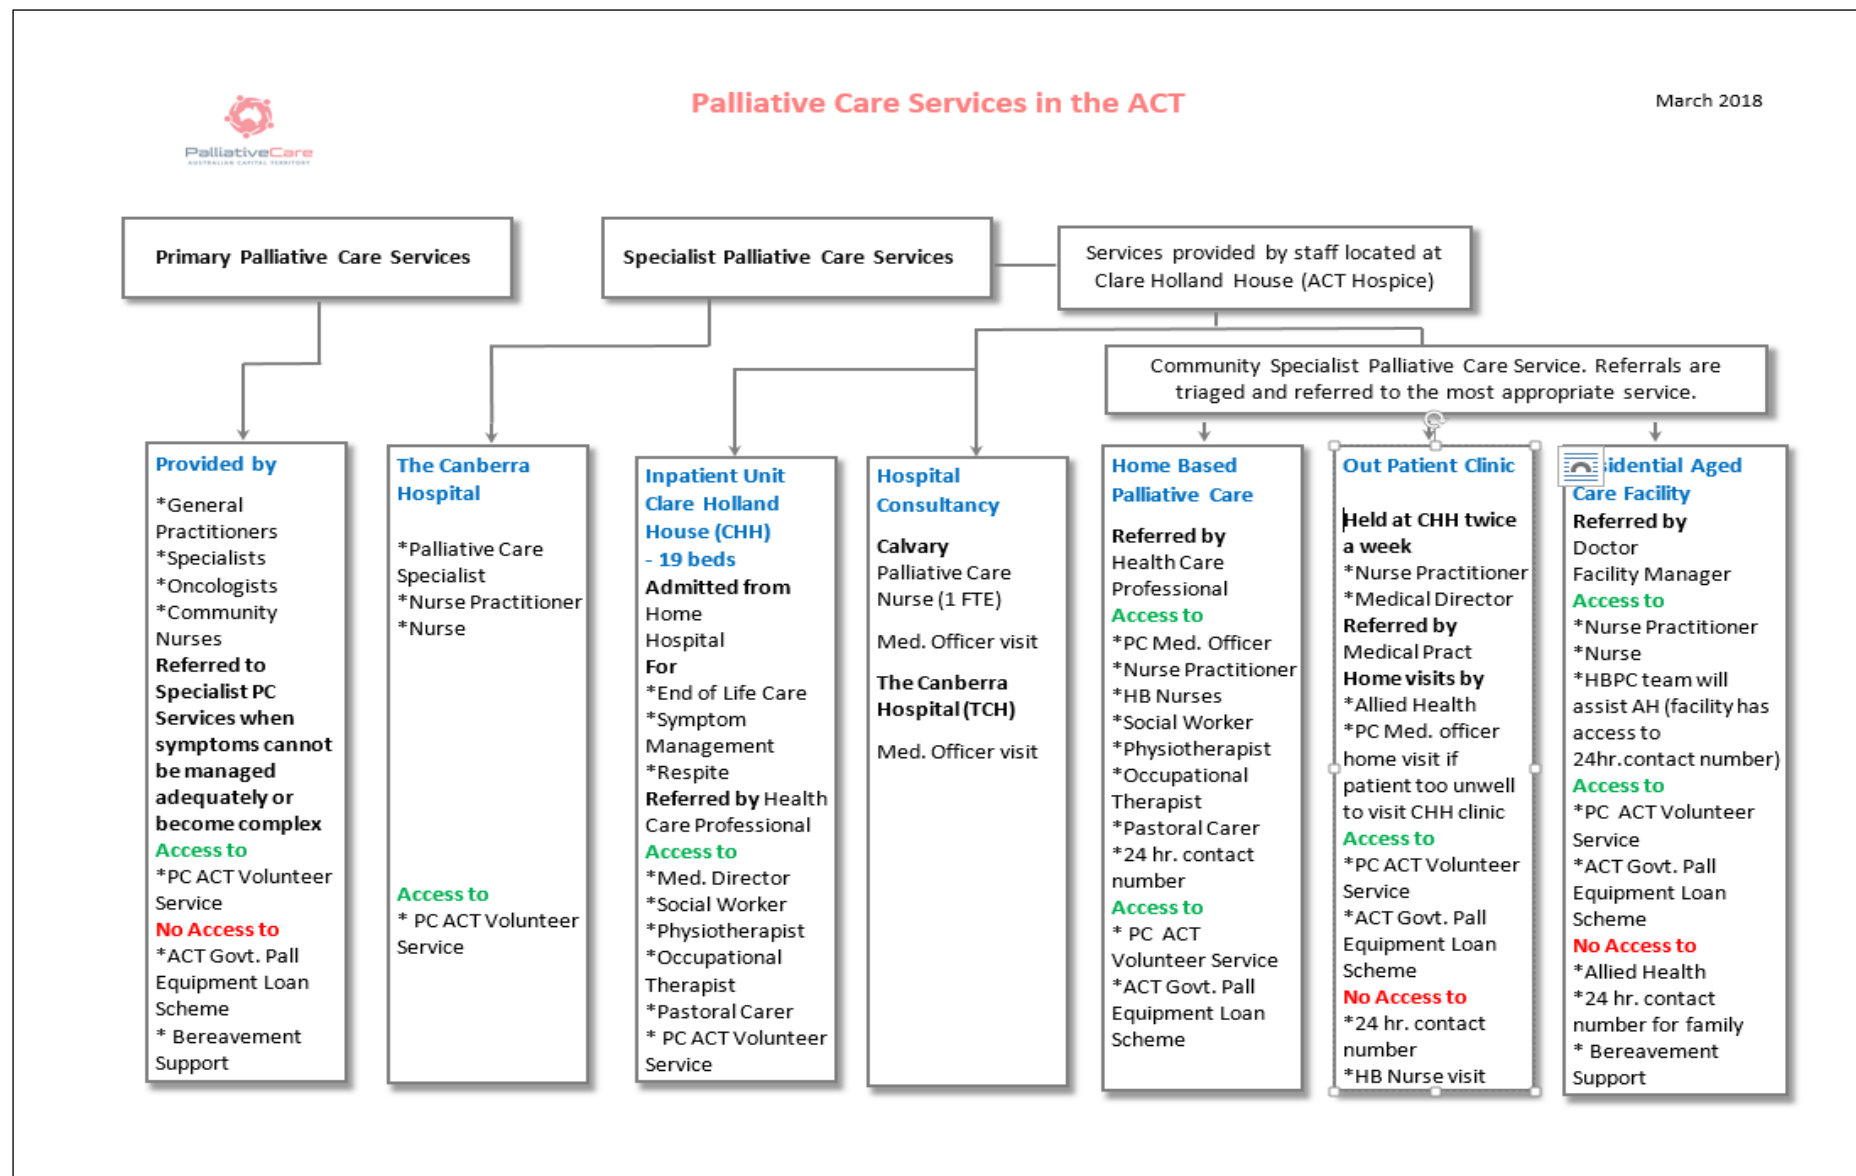 Palliative Care Services in the ACT
March 2018
PalliativeCare
AUSTRALIAN CAPITAL TERRITORY
Primary Palliative Care Services
Specialist Palliative Care Services
Services provided by staff located at
Clare Holland House (ACT Hospice)
Community Specialist Palliative Care Service. Referrals are
triaged and referred to the most appropriate service.
Provided by
*General
Practitioners
*Specialists
*Oncologists
*Community
Nurses
Referred to
Specialist PC
Services when
symptoms cannot
be managed
adequately or
become complex
Access to
*PC ACT Volunteer
Service
No Access to
*ACT Govt. Pall
Equipment Loan
Scheme
* Bereavement
Support
The Canberra
Hospital
*Palliative Care
Specialist
*Nurse Practitioner
*Nurse
Access to
* PC ACT Volunteer
Service
Inpatient Unit
Clare Holland
House (CHH)
- 19 beds
Admitted from
Home
Hospital
For
*End of Life Care
*Symptom
Management
*Respite
Referred by Health
Care Professional
Access to
*Med. Director
*Social Worker
*Physiotherapist
*Occupational
Therapist
*Pastoral Carer
* PC ACT Volunteer
Service
Hospital
Consultancy
Calvary
Palliative Care
Nurse (1 FTE)
Med. Officer visit
The Canberra
Hospital (TCH)
Med. Officer visit
Home Based
Palliative Care
Referred by
Health Care
Professional
Access to
*PC Med. Officer
*Nurse Practitioner
*HB Nurses
*Social Worker
*Physiotherapist
*Occupational
Therapist
*Pastoral Carer
*24 hr. contact
number
Access to
* PC ACT
Volunteer Service
*ACT Govt. Pall
Equipment Loan
Scheme
Out Patient Clinic
Held at CHH twice
a week
*Nurse Practitioner
*Medical Director
Referred by
Medical Pract
Home visits by
*Allied Health
*PC Med. officer
home visit if
patient too unwell
to visit CHH clinic
Access to
*PC ACT Volunteer
Service
*ACT Govt. Pall
Equipment Loan
Scheme
No Access to
*24 hr. contact
number
*HB Nurse visit
sidential Aged
Care Facility
Referred by
Doctor
Facility Manager
Access to
*Nurse Practitioner
*Nurse
*HBPC team will
assist AH (facility has
access to
24hr.contact number)
Access to
*PC ACT Volunteer
Service
*ACT Govt. Pall
Equipment Loan
Scheme
No Access to
*Allied Health
*24 hr. contact
number for family
* Bereavement
Support